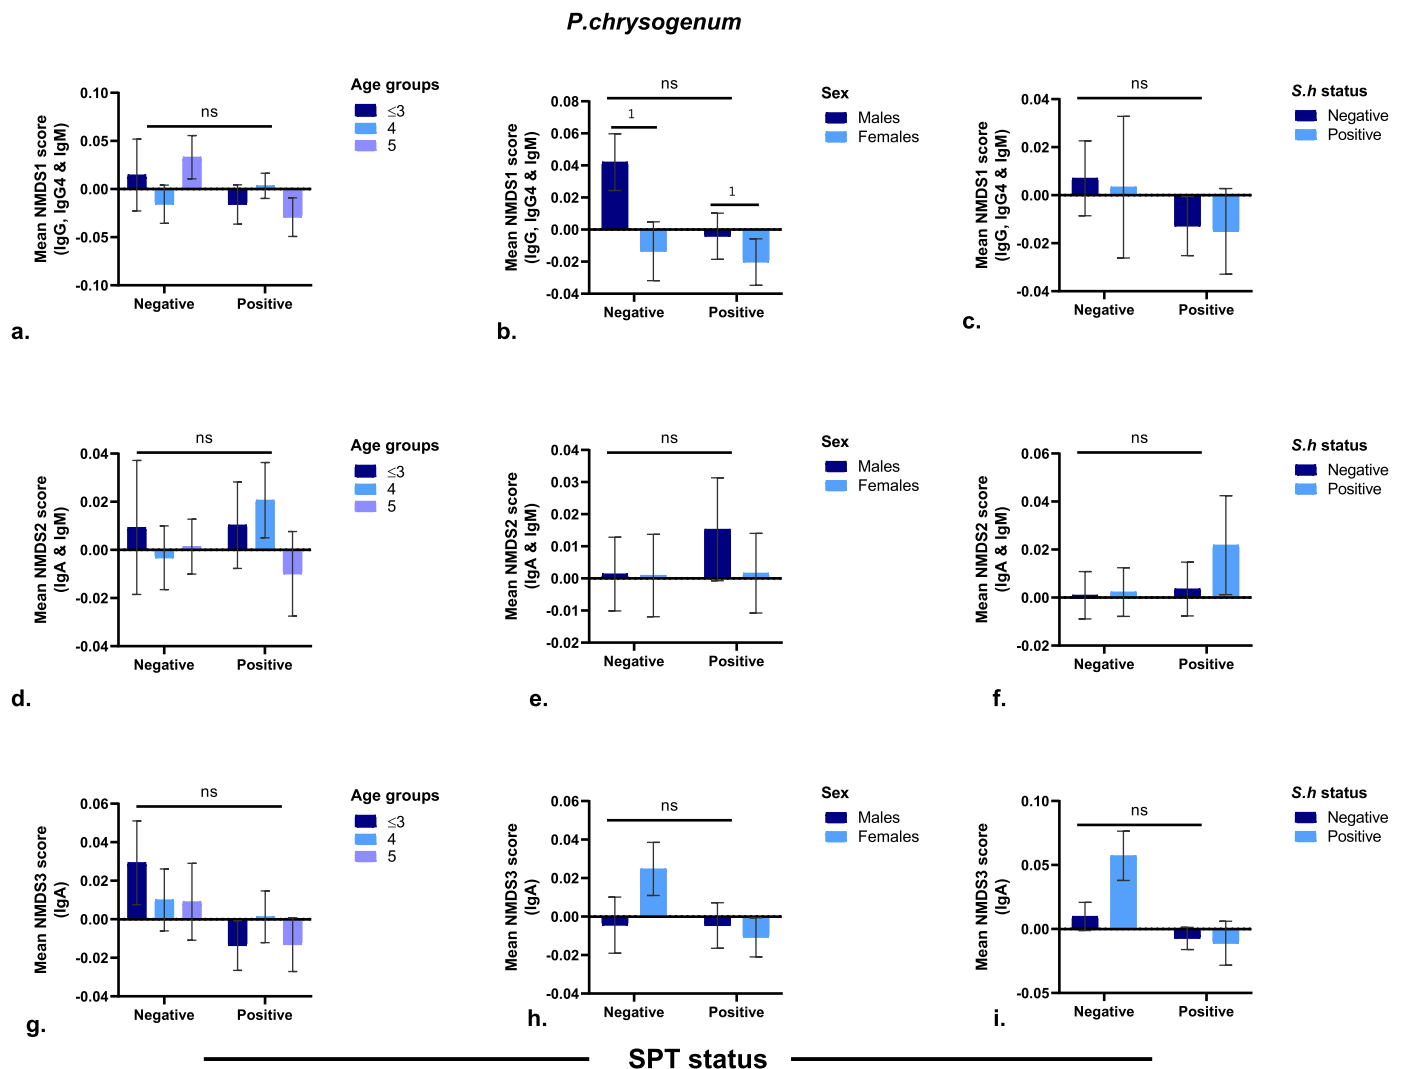 P.chrysogenum
Mean NMDS1 score
(IgG, IgG4 & IgM)
0.10
0.05
0.00
-0.05
-0.10
ns
Negative
Positive
Age groups
≤3
4
5
a.
Mean NMDS1 score
(IgG, IgG4 & IgM)
0.08
0.06
0.04
0.02
0.00
-0.02
-0.04
ns
1
1
Negative
Positive
Sex
Males
Females
b.
Mean NMDS1 score
(IgG, IgG4 & IgM)
0.04
0.02
0.00
-0.02
-0.04
ns
Negative
Positive
S.h status
Negative
Positive
c.
Mean NMDS2 score
(IgA & IgM)
0.04
0.02
0.00
-0.02
-0.04
ns
Negative
Positive
Age groups
≤3
4
5
d.
Mean NMDS2 score
(IgA & IgM)
0.04
0.03
0.02
0.01
0.00
-0.01
-0.02
ns
Negative
Positive
Sex
Males
Females
e.
Mean NMDS2 score
(IgA & IgM)
0.06
0.04
0.02
0.00
-0.02
ns
Negative
Positive
S.h status
Negative
Positive
f.
Mean NMDS3 score
(IgA)
0.06
0.04
0.02
0.00
-0.02
-0.04
ns
Negative
Positive
Age groups
≤3
4
5
g.
Mean NMDS3 score
(IgA)
0.06
0.04
0.02
0.00
-0.02
-0.04
ns
Negative
Positive
Sex
Males
Females
h.
Mean NMDS3 score
(IgA)
0.10
0.05
0.00
-0.05
ns
Negative
Positive
S.h status
Negative
Positive
i.
SPT status